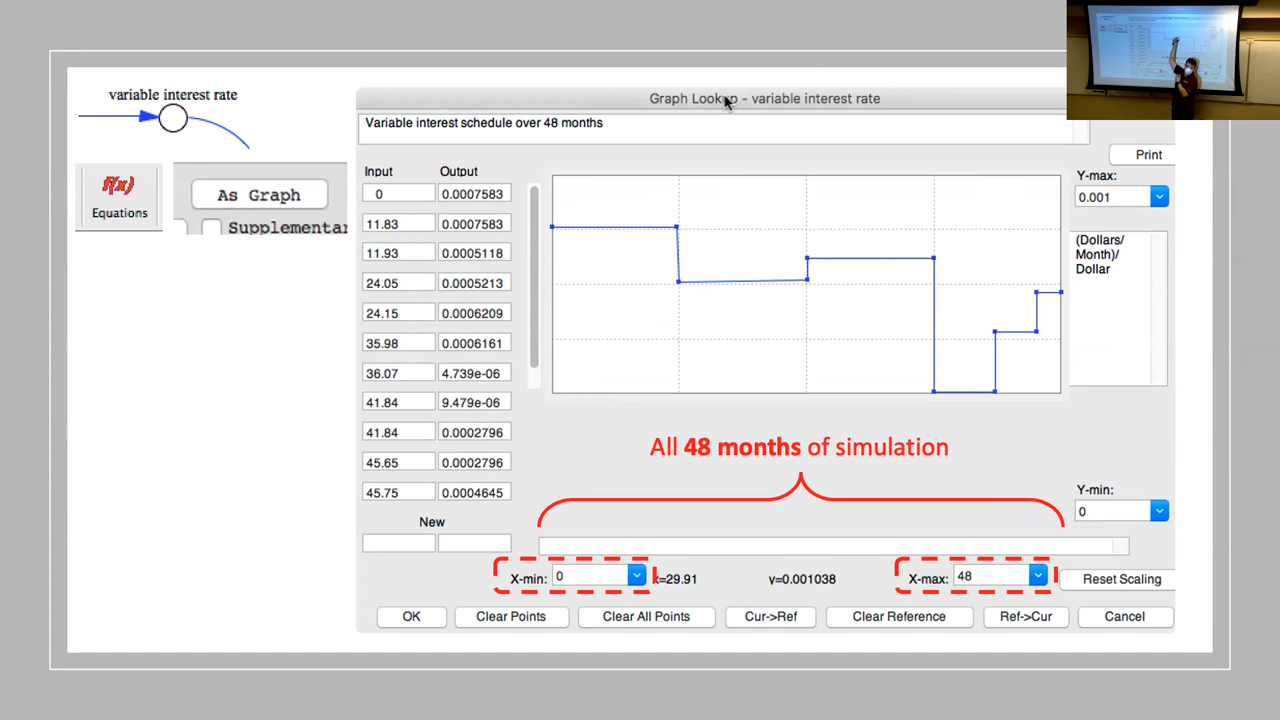 variable interest rate
f(x)
Equations
As Graph
Supplementar
Graph Lookup - variable interest rate
Variable interest schedule over 48 months
Print
Input Output
0 0.0007583
11.83 0.0007583
11.93 0.0005118
24.05 0.0005213
24.15 0.0006209
35.98 0.0006161
36.07 4.739e-06
41.84 9.479e-06
41.84 0.0002796
45.65 0.0002796
45.75 0.0004645
New
Y-max:
0.001
(Dollars/
Month)/
Dollar
All 48 months of simulation
Y-min:
0
X-min: 0
x=29.91
y=0.001038
X-max: 48
Reset Scaling
OK
Clear Points
Clear All Points
Cur->Ref
Clear Reference
Ref->Cur
Cancel